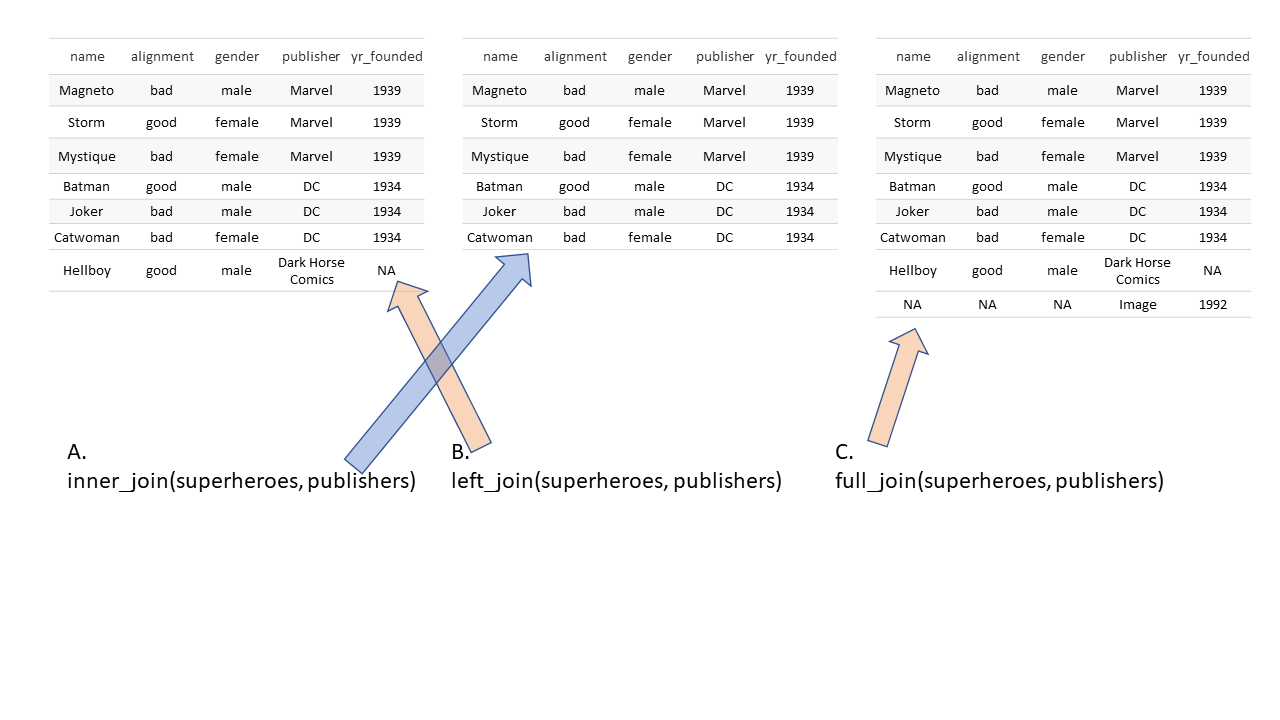 name alignment gender publisher yr_founded
Magneto bad male Marvel 1939
Storm good female Marvel 1939
Mystique bad female Marvel 1939
Batman good male DC 1934
Joker bad male DC 1934
Catwoman bad female DC 1934
Hellboy good male Dark Horse Comics NA
name alignment gender publisher yr_founded
Magneto bad male Marvel 1939
Storm good female Marvel 1939
Mystique bad female Marvel 1939
Batman good male DC 1934
Joker bad male DC 1934
Catwoman bad female DC 1934
name alignment gender publisher yr_founded
Magneto bad male Marvel 1939
Storm good female Marvel 1939
Mystique bad female Marvel 1939
Batman good male DC 1934
Joker bad male DC 1934
Catwoman bad female DC 1934
Hellboy good male Dark Horse Comics NA
NA NA NA Image 1992
A.
inner_join(superheroes, publishers)
B.
left_join(superheroes, publishers)
C.
full_join(superheroes, publishers)